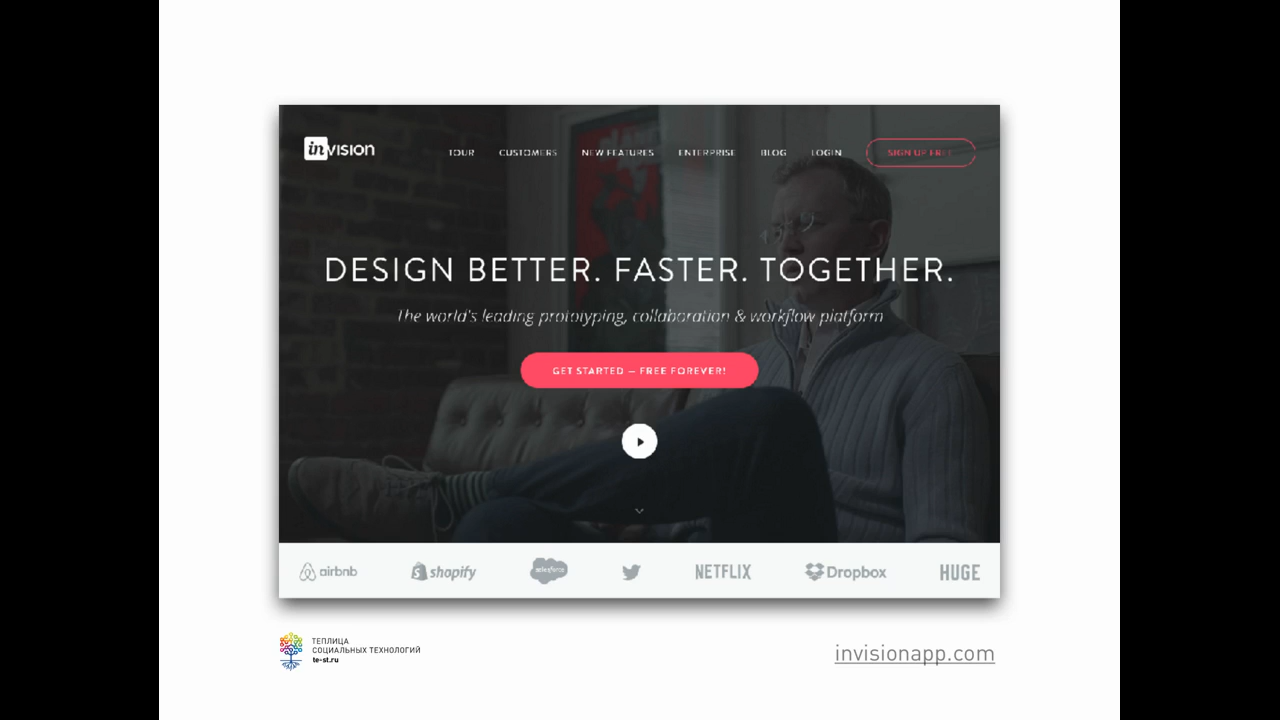 invision
TOUR CUSTOMERS NEW FEATURES ENTERPRISE BLOG LOGIN SIGN UP FREE
DESIGN BETTER. FASTER. TOGETHER.
The world's leading prototyping, collaboration & workflow platform
GET STARTED — FREE FOREVER!
airbnb shopify salesforce NETFLIX Dropbox HUGE
ТЕПЛИЦА
СОЦИАЛЬНЫХ ТЕХНОЛОГИЙ
te-st.ru
invisionapp.com